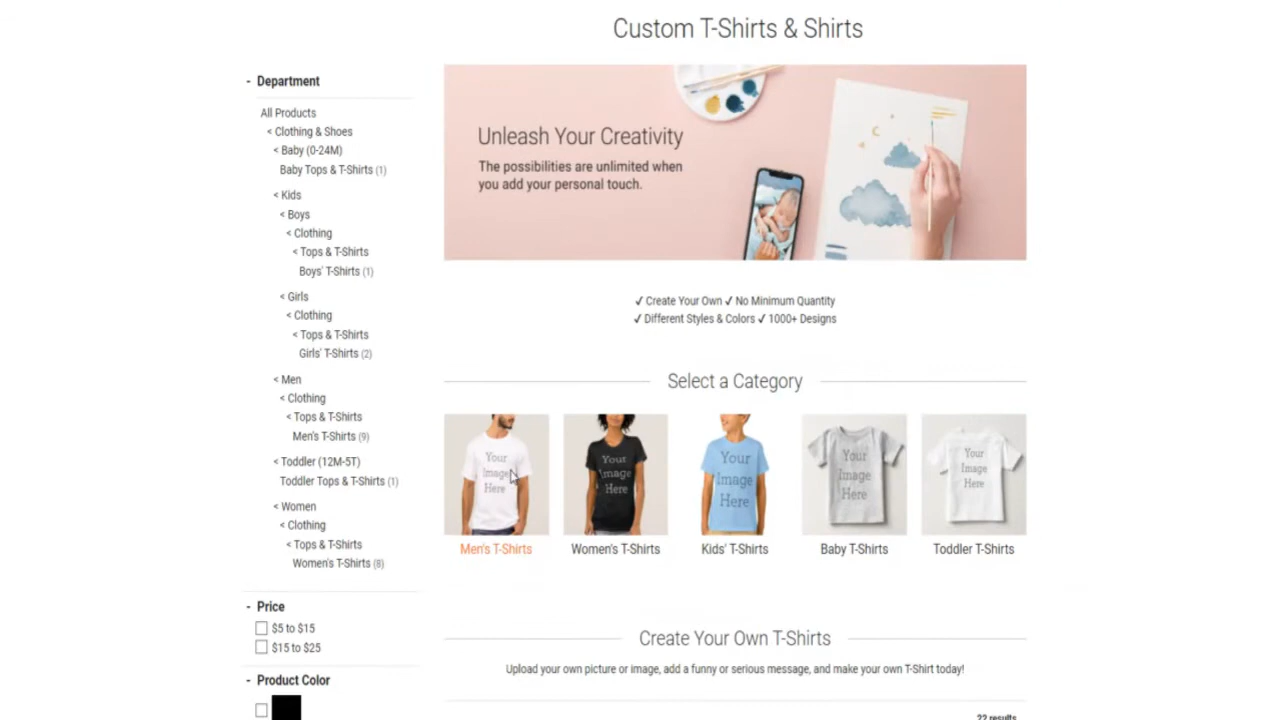 Custom T-Shirts & Shirts
- Department
All Products
< Clothing & Shoes
< Baby (0-24M)
Baby Tops & T-Shirts (1)
< Kids
< Boys
< Clothing
< Tops & T-Shirts
Boys' T-Shirts (1)
< Girls
< Clothing
< Tops & T-Shirts
Girls' T-Shirts (2)
< Men
< Clothing
< Tops & T-Shirts
Men's T-Shirts (9)
< Toddler (12M-5T)
Toddler Tops & T-Shirts (1)
< Women
< Clothing
< Tops & T-Shirts
Women's T-Shirts (8)
- Price
$5 to $15
$15 to $25
- Product Color
Unleash Your Creativity
The possibilities are unlimited when
you add your personal touch.
✓ Create Your Own ✓ No Minimum Quantity
✓ Different Styles & Colors ✓ 1000+ Designs
Select a Category
Your
Image
Here
Your
Image
Here
Your
Image
Here
Your
Image
Here
Your
Image
Here
Men's T-Shirts
Women's T-Shirts
Kids' T-Shirts
Baby T-Shirts
Toddler T-Shirts
Create Your Own T-Shirts
Upload your own picture or image, add a funny or serious message, and make your own T-Shirt today!
22 results